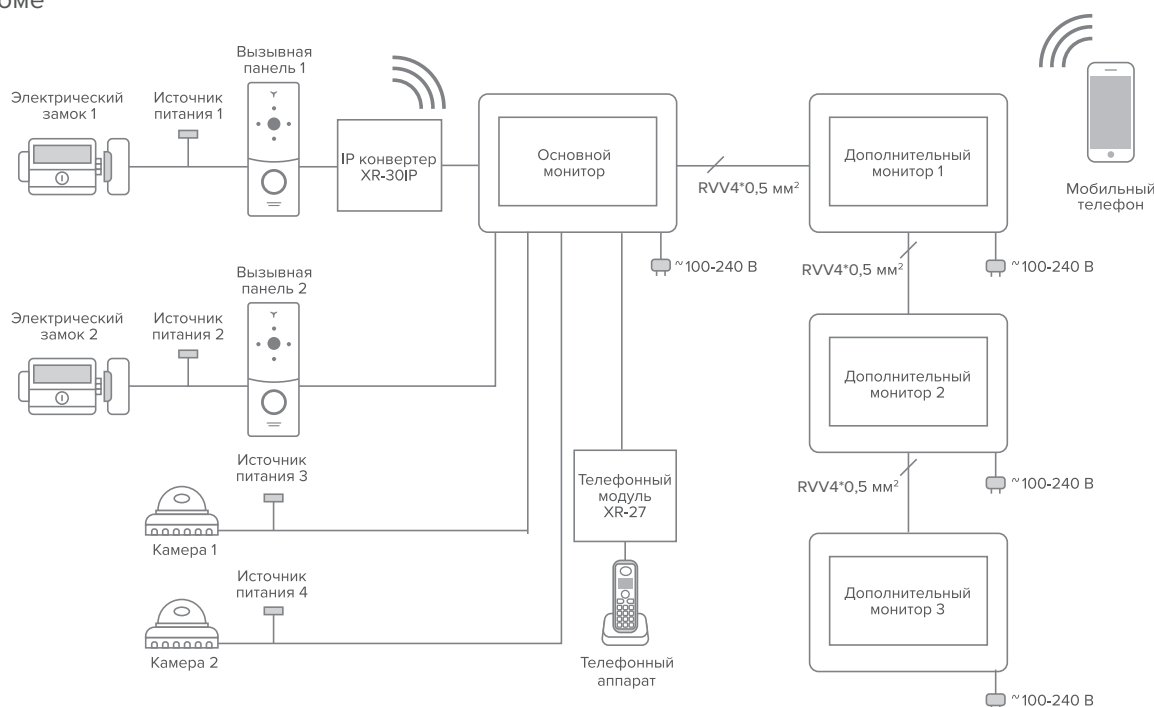 оме
Вызывная
панель 1
Электрический
замок 1
Источник
питания 1
IP конвертер
XR-30IP
Основной
монитор
RVV4*0,5 мм²
Дополнительный
монитор 1
Мобильный
телефон
~100-240 В
RVV4*0,5 мм²
~100-240 В
Вызывная
панель 2
Электрический
замок 2
Источник
питания 2
Дополнительный
монитор 2
Источник
питания 3
Камера 1
Телефонный
модуль
XR-27
RVV4*0,5 мм²
~100-240 В
Источник
питания 4
Камера 2
Телефонный
аппарат
Дополнительный
монитор 3
~100-240 В